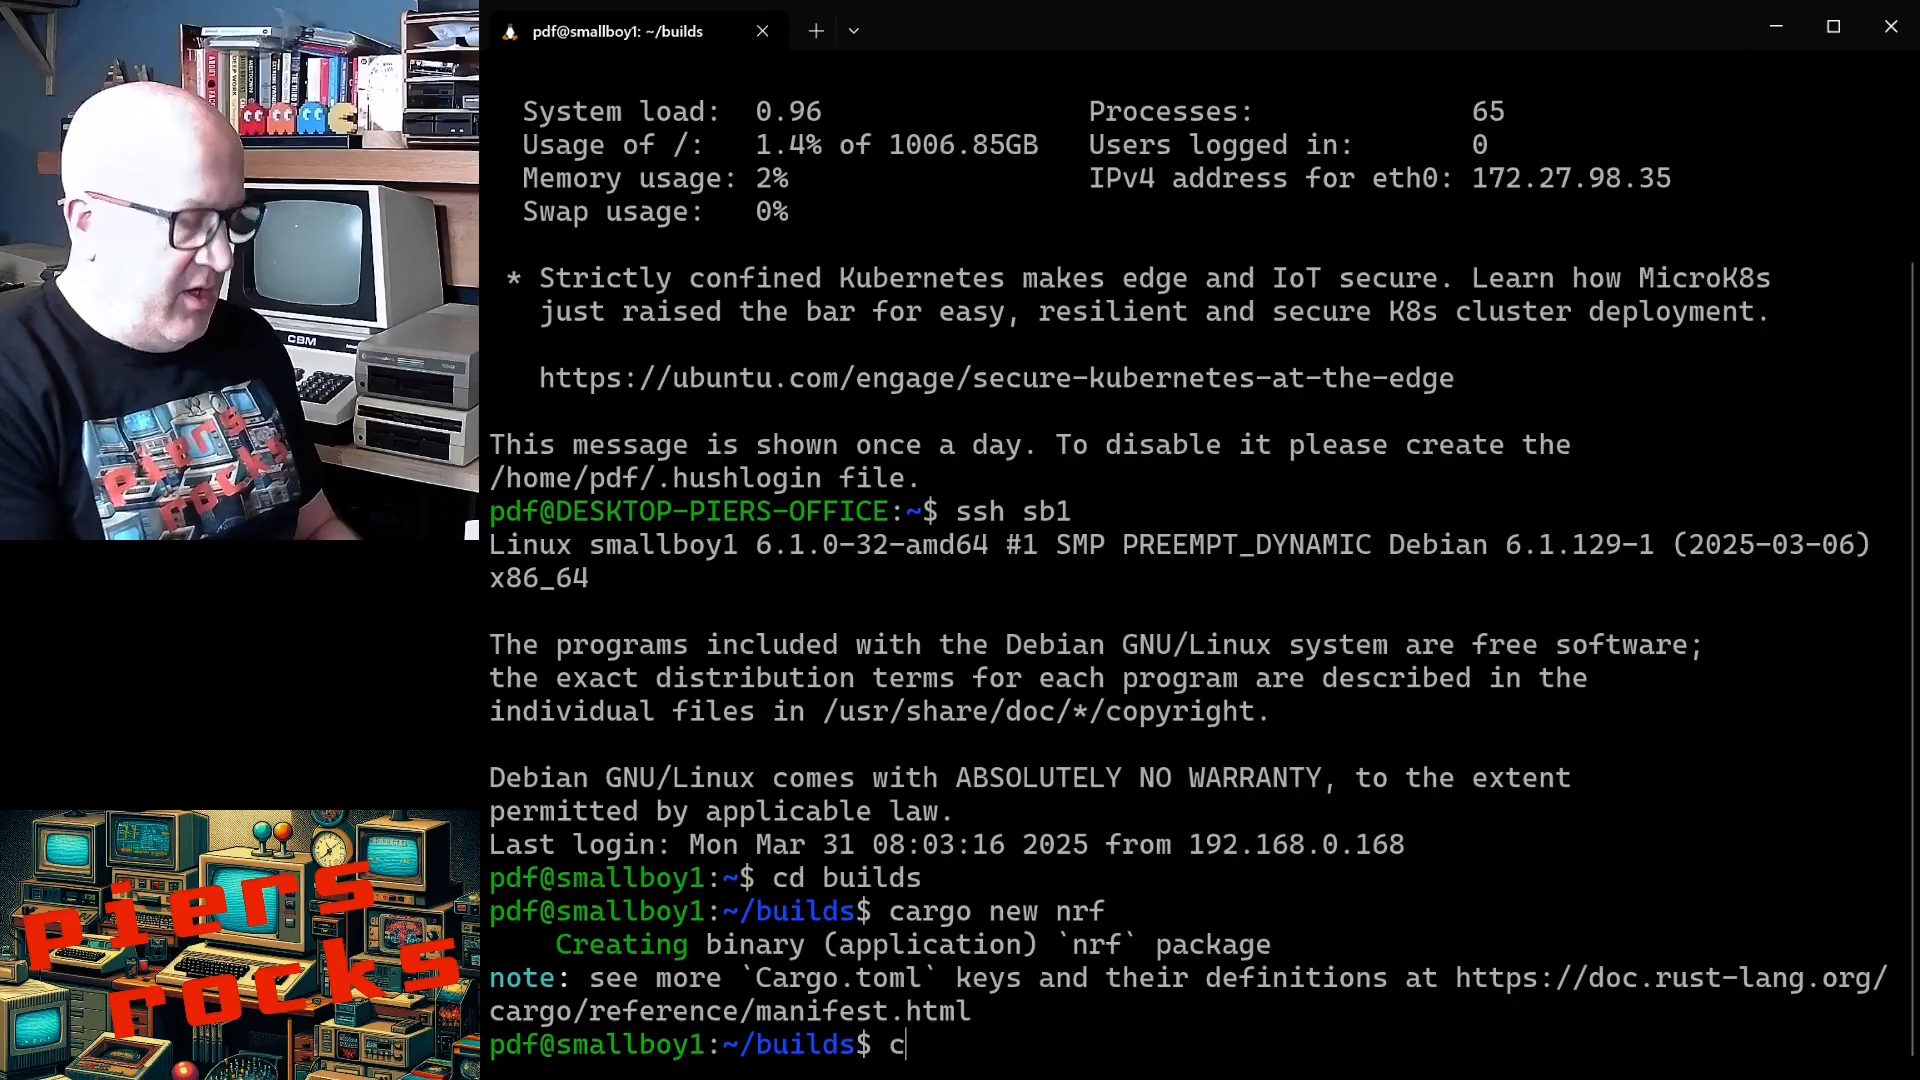 pdf@smallboy1: ~/builds
System load: 0.96 Processes: 65
Usage of /: 1.4% of 1006.85GB Users logged in: 0
Memory usage: 2% IPv4 address for eth0: 172.27.98.35
Swap usage: 0%
* Strictly confined Kubernetes makes edge and IoT secure. Learn how MicroK8s
just raised the bar for easy, resilient and secure K8s cluster deployment.
https://ubuntu.com/engage/secure-kubernetes-at-the-edge
This message is shown once a day. To disable it please create the
/home/pdf/.hushlogin file.
pdf@DESKTOP-PIERS-OFFICE:~$ ssh sb1
Linux smallboy1 6.1.0-32-amd64 #1 SMP PREEMPT_DYNAMIC Debian 6.1.129-1 (2025-03-06)
x86_64
The programs included with the Debian GNU/Linux system are free software;
the exact distribution terms for each program are described in the
individual files in /usr/share/doc/*/copyright.
Debian GNU/Linux comes with ABSOLUTELY NO WARRANTY, to the extent
permitted by applicable law.
Last login: Mon Mar 31 08:03:16 2025 from 192.168.0.168
pdf@smallboy1:~$ cd builds
pdf@smallboy1:~/builds$ cargo new nrf
Creating binary (application) `nrf` package
note: see more `Cargo.toml` keys and their definitions at https://doc.rust-lang.org/
cargo/reference/manifest.html
pdf@smallboy1:~/builds$ c
DEEP WORK
CBM
piers
rocks
piers
rocks